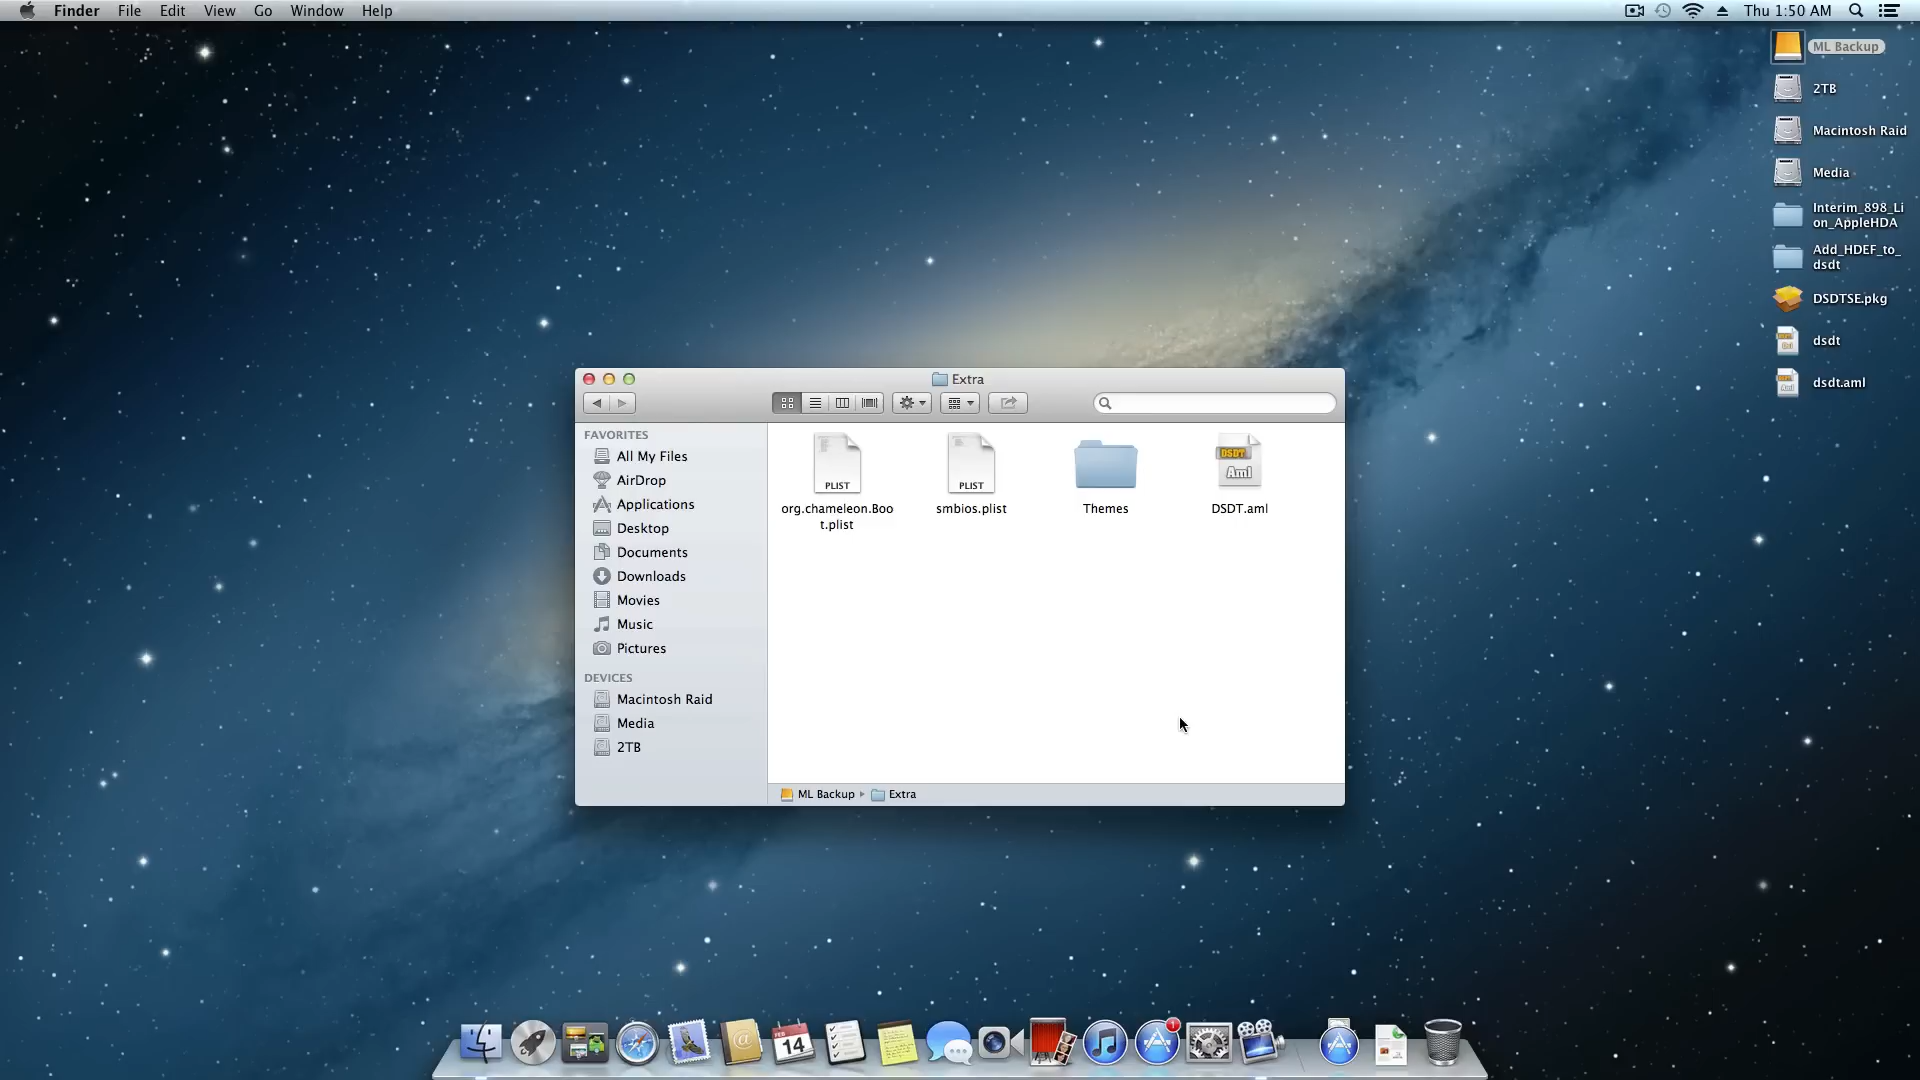 Finder File Edit View Go Window Help
Thu 1:50 AM
ML Backup
2TB
Macintosh Raid
Media
Interim_898_Li
on_AppleHDA
Add_HDEF_to_
dsdt
DSDTSE.pkg
dsdt
dsdt.aml
Extra
FAVORITES
All My Files
AirDrop
Applications
Desktop
Documents
Downloads
Movies
Music
Pictures
DEVICES
Macintosh Raid
Media
2TB
PLIST
org.chameleon.Boo
t.plist
PLIST
smbios.plist
Themes
DSDT
Aml
DSDT.aml
ML Backup
Extra
FEB
14
1